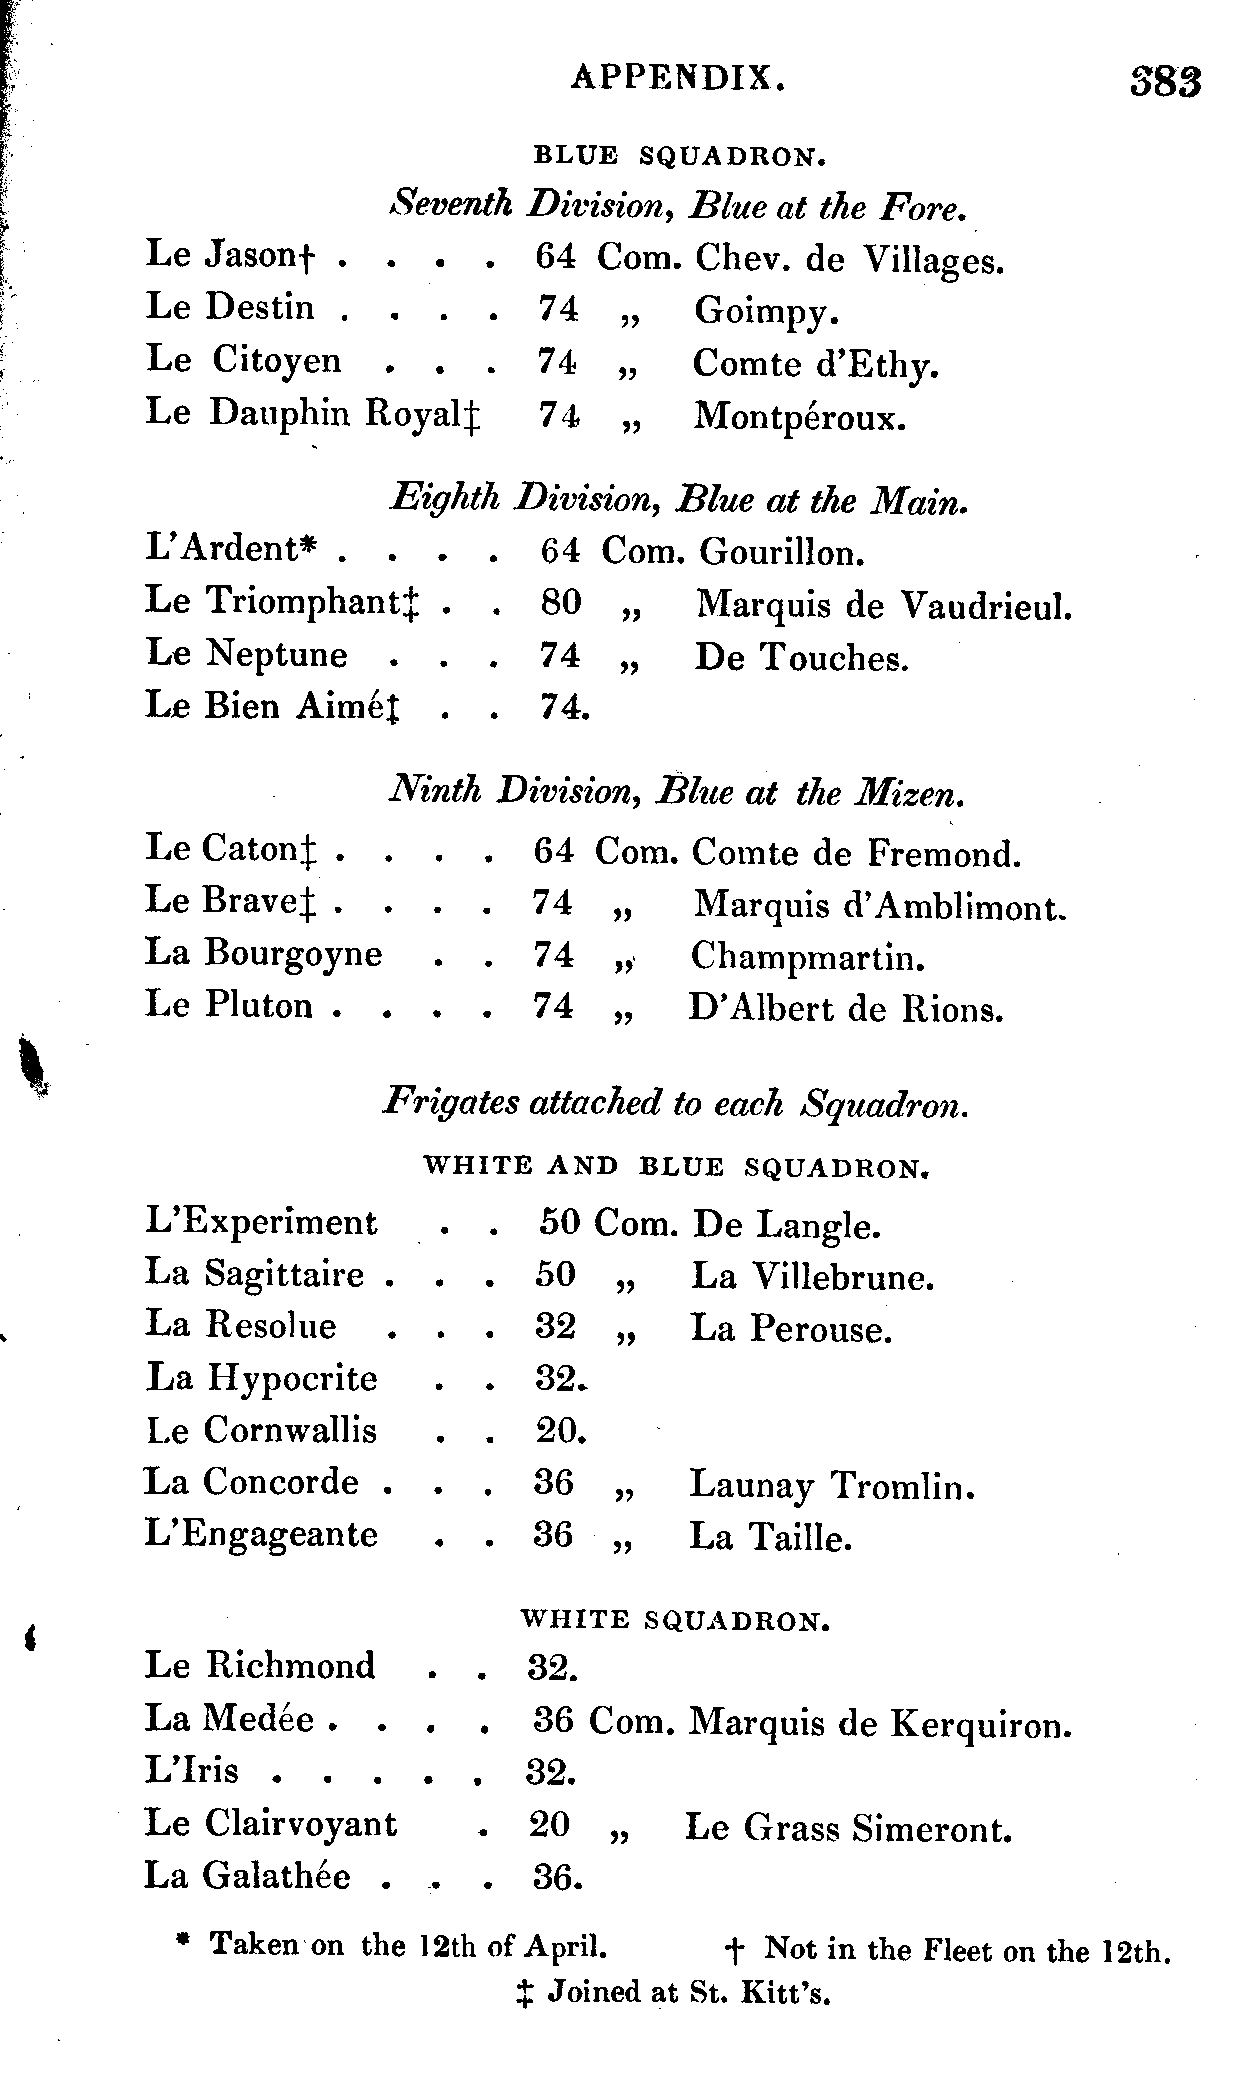 APPENDIX. 383
BLUE SQUADRON.
Seventh Division, Blue at the Fore.
Le Jason† . . . . 64 Com. Chev. de Villages.
Le Destin . . . . 74 „ Goimpy.
Le Citoyen . . . 74 „ Comte d'Ethy.
Le Dauphin Royal‡ 74 „ Montpéroux.
Eighth Division, Blue at the Main.
L'Ardent* . . . . 64 Com. Gourillon.
Le Triomphant‡ . . 80 „ Marquis de Vaudrieul.
Le Neptune . . . 74 „ De Touches.
Le Bien Aimé‡ . . 74.
Ninth Division, Blue at the Mizen.
Le Caton‡ . . . . 64 Com. Comte de Fremond.
Le Brave‡ . . . . 74 „ Marquis d'Amblimont.
La Bourgoyne . . 74 „ Champmartin.
Le Pluton . . . . 74 „ D'Albert de Rions.
Frigates attached to each Squadron.
WHITE AND BLUE SQUADRON.
L'Experiment . . 50 Com. De Langle.
La Sagittaire . . . 50 „ La Villebrune.
La Resolue . . . 32 „ La Perouse.
La Hypocrite . . 32.
Le Cornwallis . . 20.
La Concorde . . . 36 „ Launay Tromlin.
L'Engageante . . 36 „ La Taille.
WHITE SQUADRON.
Le Richmond . . 32.
La Medée . . . . 36 Com. Marquis de Kerquiron.
L'Iris . . . . . 32.
Le Clairvoyant . 20 „ Le Grass Simeront.
La Galathée . . . 36.
* Taken on the 12th of April. † Not in the Fleet on the 12th.
‡ Joined at St. Kitt's.